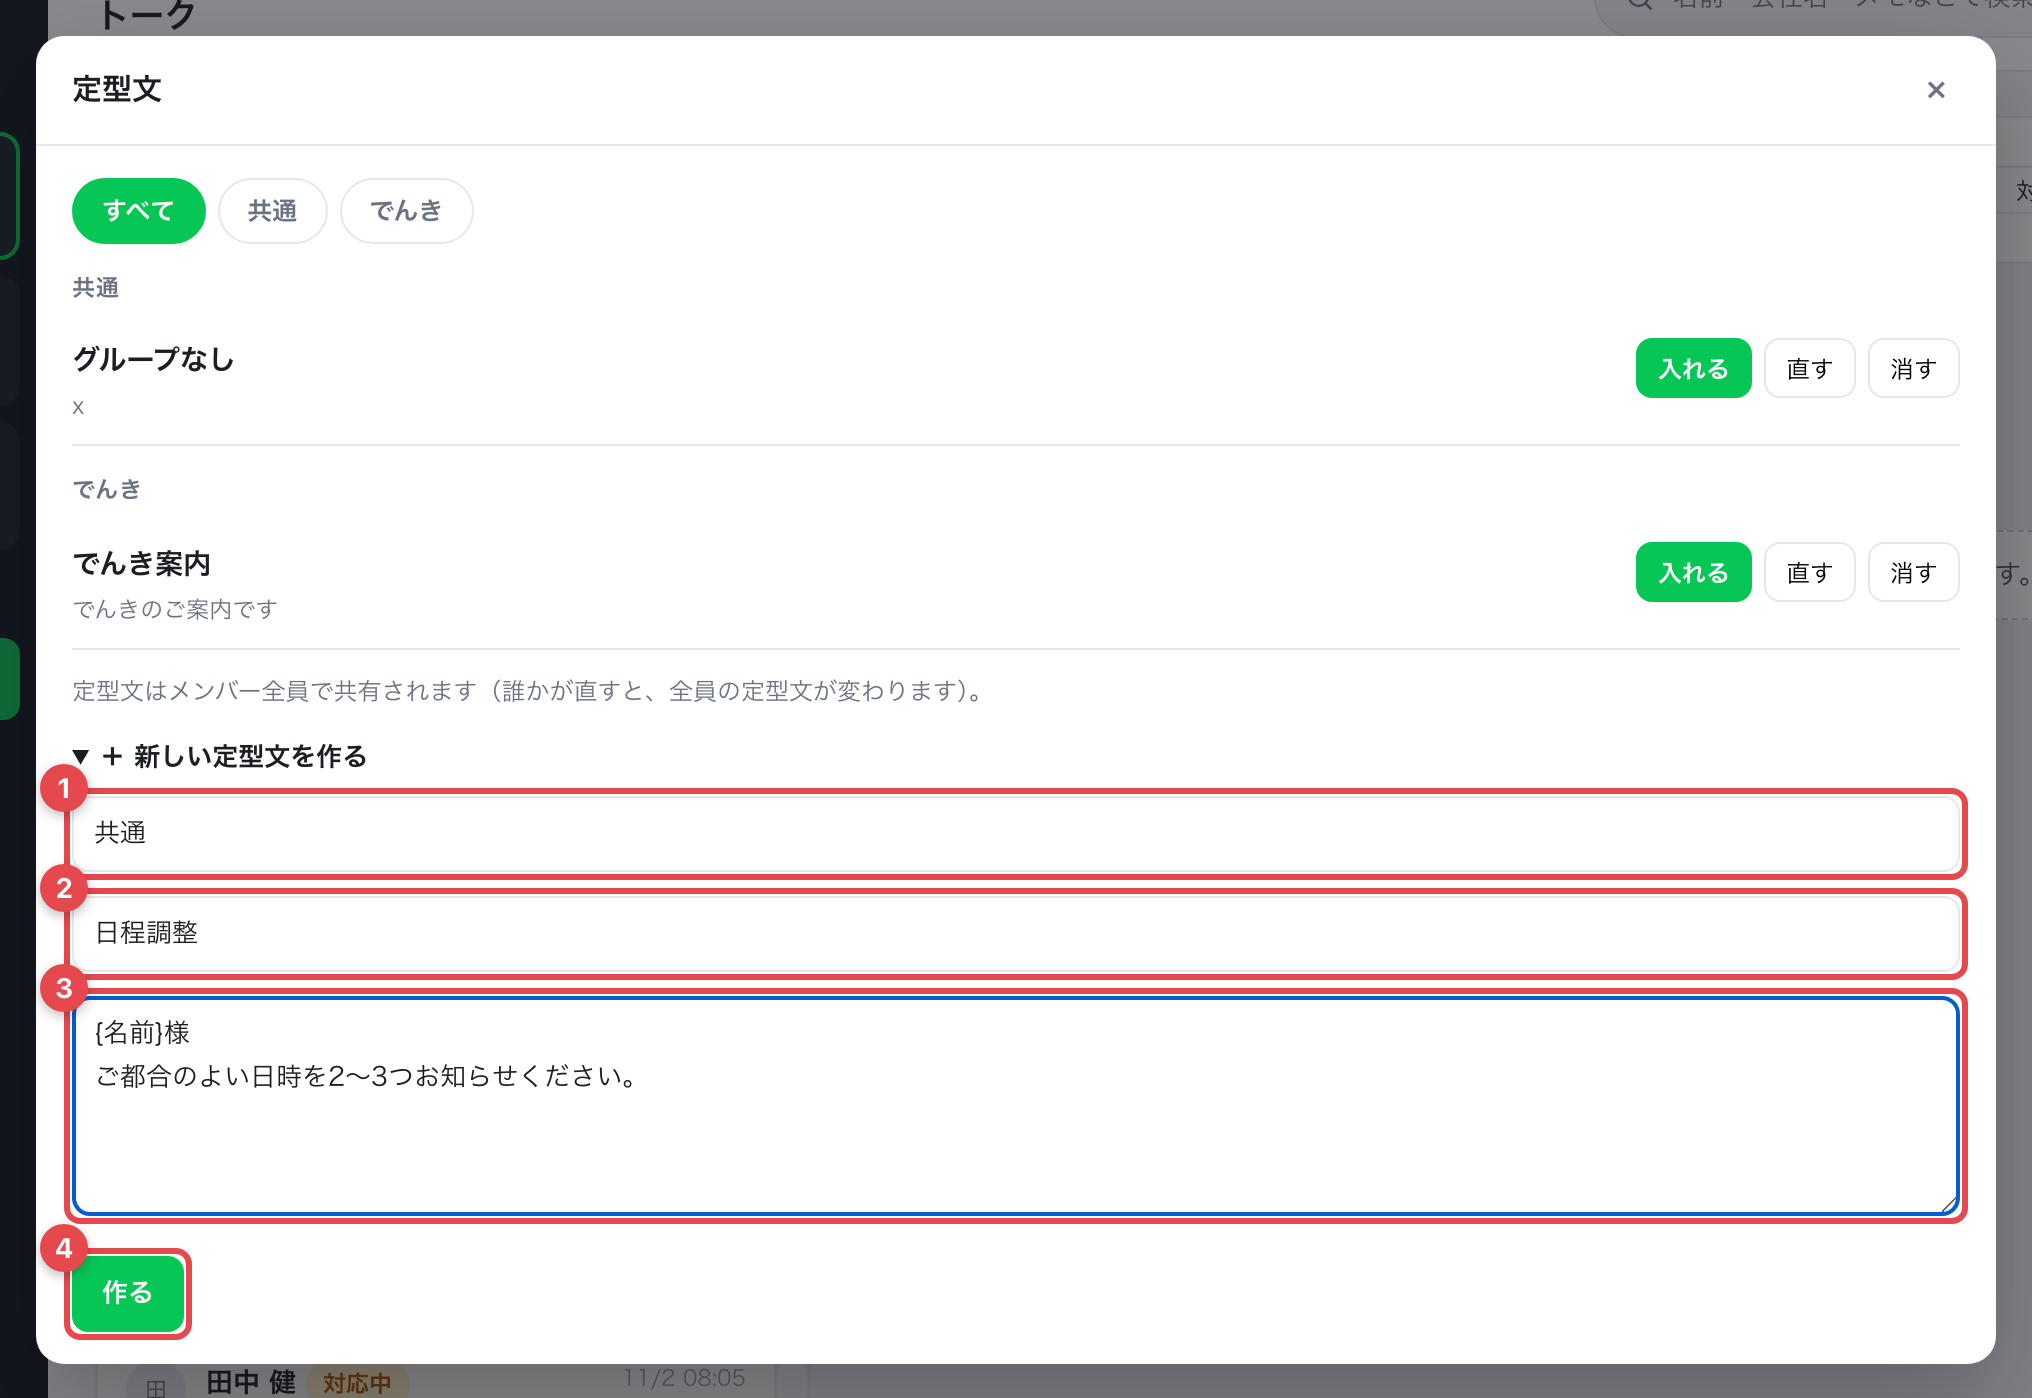 トーク
定型文
×
すべて 共通 でんき
共通
グループなし
x
入れる 直す 消す
でんき
でんき案内
でんきのご案内です
入れる 直す 消す
す。
定型文はメンバー全員で共有されます（誰かが直すと、全員の定型文が変わります）。
▼ ＋ 新しい定型文を作る
1
共通
2
日程調整
3
{名前}様
ご都合のよい日時を2〜3つお知らせください。
4
作る
田 田中 健 対応中 11/2 08:05